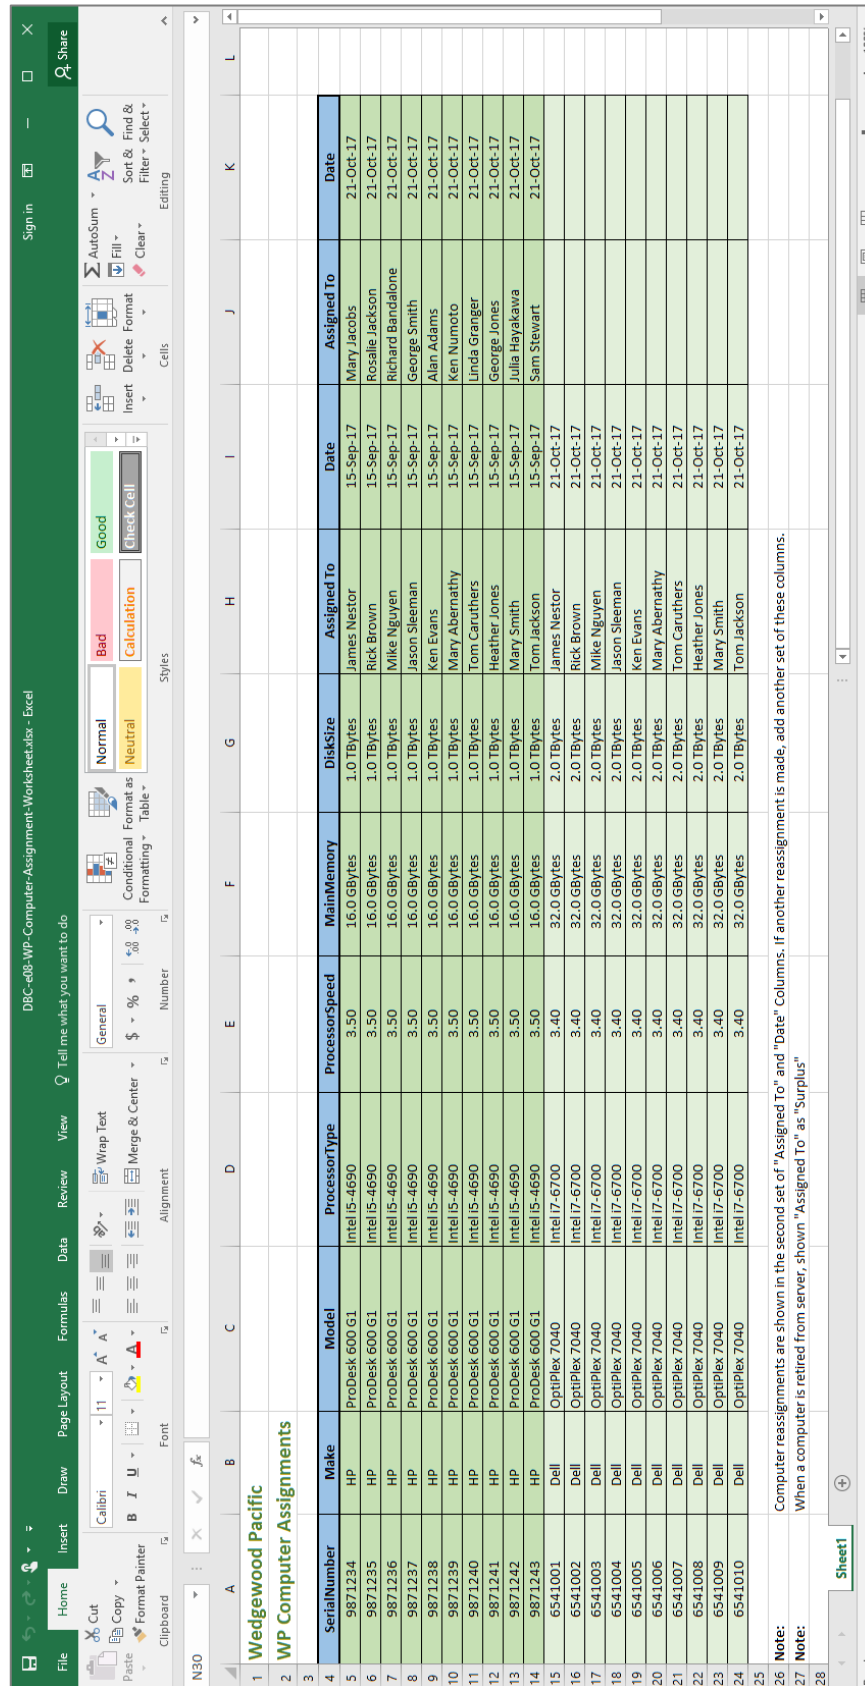 DBC-e08-WP-Computer-Assignment-Worksheet.xlsx - Excel
Sign in
File Home Insert Draw Page Layout Formulas Data Review View Tell me what you want to do Share
Paste
Cut
Copy
Format Painter
Clipboard
Calibri 11
B I U
Font
Wrap Text
Merge & Center
Alignment
General
$ % ,
Number
Conditional Formatting
Format as Table
Normal Bad Good
Neutral Calculation Check Cell
Styles
Insert Delete Format
Cells
AutoSum
Fill
Clear
Sort & Filter
Find & Select
Editing
N30 fx
A B C D E F G H I J K L
1 Wedgewood Pacific
2 WP Computer Assignments
3
4 SerialNumber Make Model ProcessorType ProcessorSpeed MainMemory DiskSize Assigned To Date Assigned To Date
5 9871234 HP ProDesk 600 G1 Intel i5-4690 3.50 16.0 GBytes 1.0 TBytes James Nestor 15-Sep-17 Mary Jacobs 21-Oct-17
6 9871235 HP ProDesk 600 G1 Intel i5-4690 3.50 16.0 GBytes 1.0 TBytes Rick Brown 15-Sep-17 Rosalie Jackson 21-Oct-17
7 9871236 HP ProDesk 600 G1 Intel i5-4690 3.50 16.0 GBytes 1.0 TBytes Mike Nguyen 15-Sep-17 Richard Bandalone 21-Oct-17
8 9871237 HP ProDesk 600 G1 Intel i5-4690 3.50 16.0 GBytes 1.0 TBytes Jason Sleeman 15-Sep-17 George Smith 21-Oct-17
9 9871238 HP ProDesk 600 G1 Intel i5-4690 3.50 16.0 GBytes 1.0 TBytes Ken Evans 15-Sep-17 Alan Adams 21-Oct-17
10 9871239 HP ProDesk 600 G1 Intel i5-4690 3.50 16.0 GBytes 1.0 TBytes Mary Abernathy 15-Sep-17 Ken Numoto 21-Oct-17
11 9871240 HP ProDesk 600 G1 Intel i5-4690 3.50 16.0 GBytes 1.0 TBytes Tom Caruthers 15-Sep-17 Linda Granger 21-Oct-17
12 9871241 HP ProDesk 600 G1 Intel i5-4690 3.50 16.0 GBytes 1.0 TBytes Heather Jones 15-Sep-17 George Jones 21-Oct-17
13 9871242 HP ProDesk 600 G1 Intel i5-4690 3.50 16.0 GBytes 1.0 TBytes Mary Smith 15-Sep-17 Julia Hayakawa 21-Oct-17
14 9871243 HP ProDesk 600 G1 Intel i5-4690 3.50 16.0 GBytes 1.0 TBytes Tom Jackson 15-Sep-17 Sam Stewart 21-Oct-17
15 6541001 Dell OptiPlex 7040 Intel i7-6700 3.40 32.0 GBytes 2.0 TBytes James Nestor 21-Oct-17
16 6541002 Dell OptiPlex 7040 Intel i7-6700 3.40 32.0 GBytes 2.0 TBytes Rick Brown 21-Oct-17
17 6541003 Dell OptiPlex 7040 Intel i7-6700 3.40 32.0 GBytes 2.0 TBytes Mike Nguyen 21-Oct-17
18 6541004 Dell OptiPlex 7040 Intel i7-6700 3.40 32.0 GBytes 2.0 TBytes Jason Sleeman 21-Oct-17
19 6541005 Dell OptiPlex 7040 Intel i7-6700 3.40 32.0 GBytes 2.0 TBytes Ken Evans 21-Oct-17
20 6541006 Dell OptiPlex 7040 Intel i7-6700 3.40 32.0 GBytes 2.0 TBytes Mary Abernathy 21-Oct-17
21 6541007 Dell OptiPlex 7040 Intel i7-6700 3.40 32.0 GBytes 2.0 TBytes Tom Caruthers 21-Oct-17
22 6541008 Dell OptiPlex 7040 Intel i7-6700 3.40 32.0 GBytes 2.0 TBytes Heather Jones 21-Oct-17
23 6541009 Dell OptiPlex 7040 Intel i7-6700 3.40 32.0 GBytes 2.0 TBytes Mary Smith 21-Oct-17
24 6541010 Dell OptiPlex 7040 Intel i7-6700 3.40 32.0 GBytes 2.0 TBytes Tom Jackson 21-Oct-17
25
26 Note: Computer reassignments are shown in the second set of "Assigned To" and "Date" Columns. If another reassignment is made, add another set of these columns.
27 Note: When a computer is retired from server, shown "Assigned To" as "Surplus"
28
Sheet1